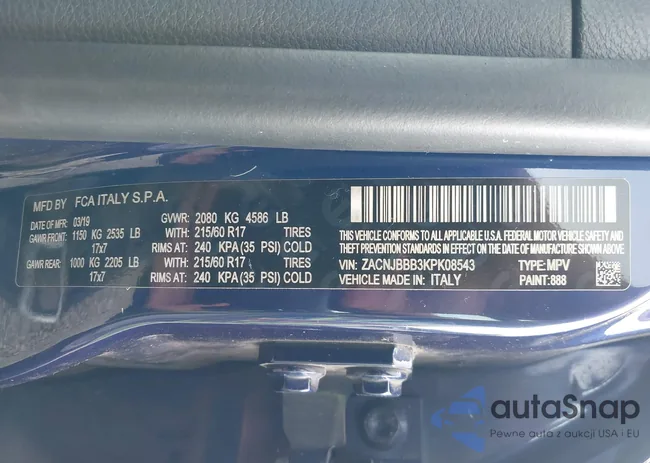 MFD BY FCA ITALY S.P.A.
DATE OF MFD: 03/19 GVWR: 2080 KG 4586 LB
GAWR FRONT: 1150 KG 2535 LB WITH: 215/60 R17 TIRES
17x7 RIMS AT: 240 KPA (35 PSI) COLD
GAWR REAR: 1000 KG 2205 LB WITH: 215/60 R17 TIRES
17x7 RIMS AT: 240 KPA (35 PSI) COLD
THIS VEHICLE CONFORMS TO ALL APPLICABLE U.S.A. FEDERAL MOTOR VEHICLE SAFETY,
BUMPER, AND THEFT PREVENTION STANDARDS IN EFFECT ON THE DATE OF MANUFACTURE SHOWN ABOVE.
VIN: ZACNJBBB3KPK08543 TYPE: MPV
VEHICLE MADE IN: ITALY PAINT:888
autoSnap
Pewne auta z aukcji USA i EU